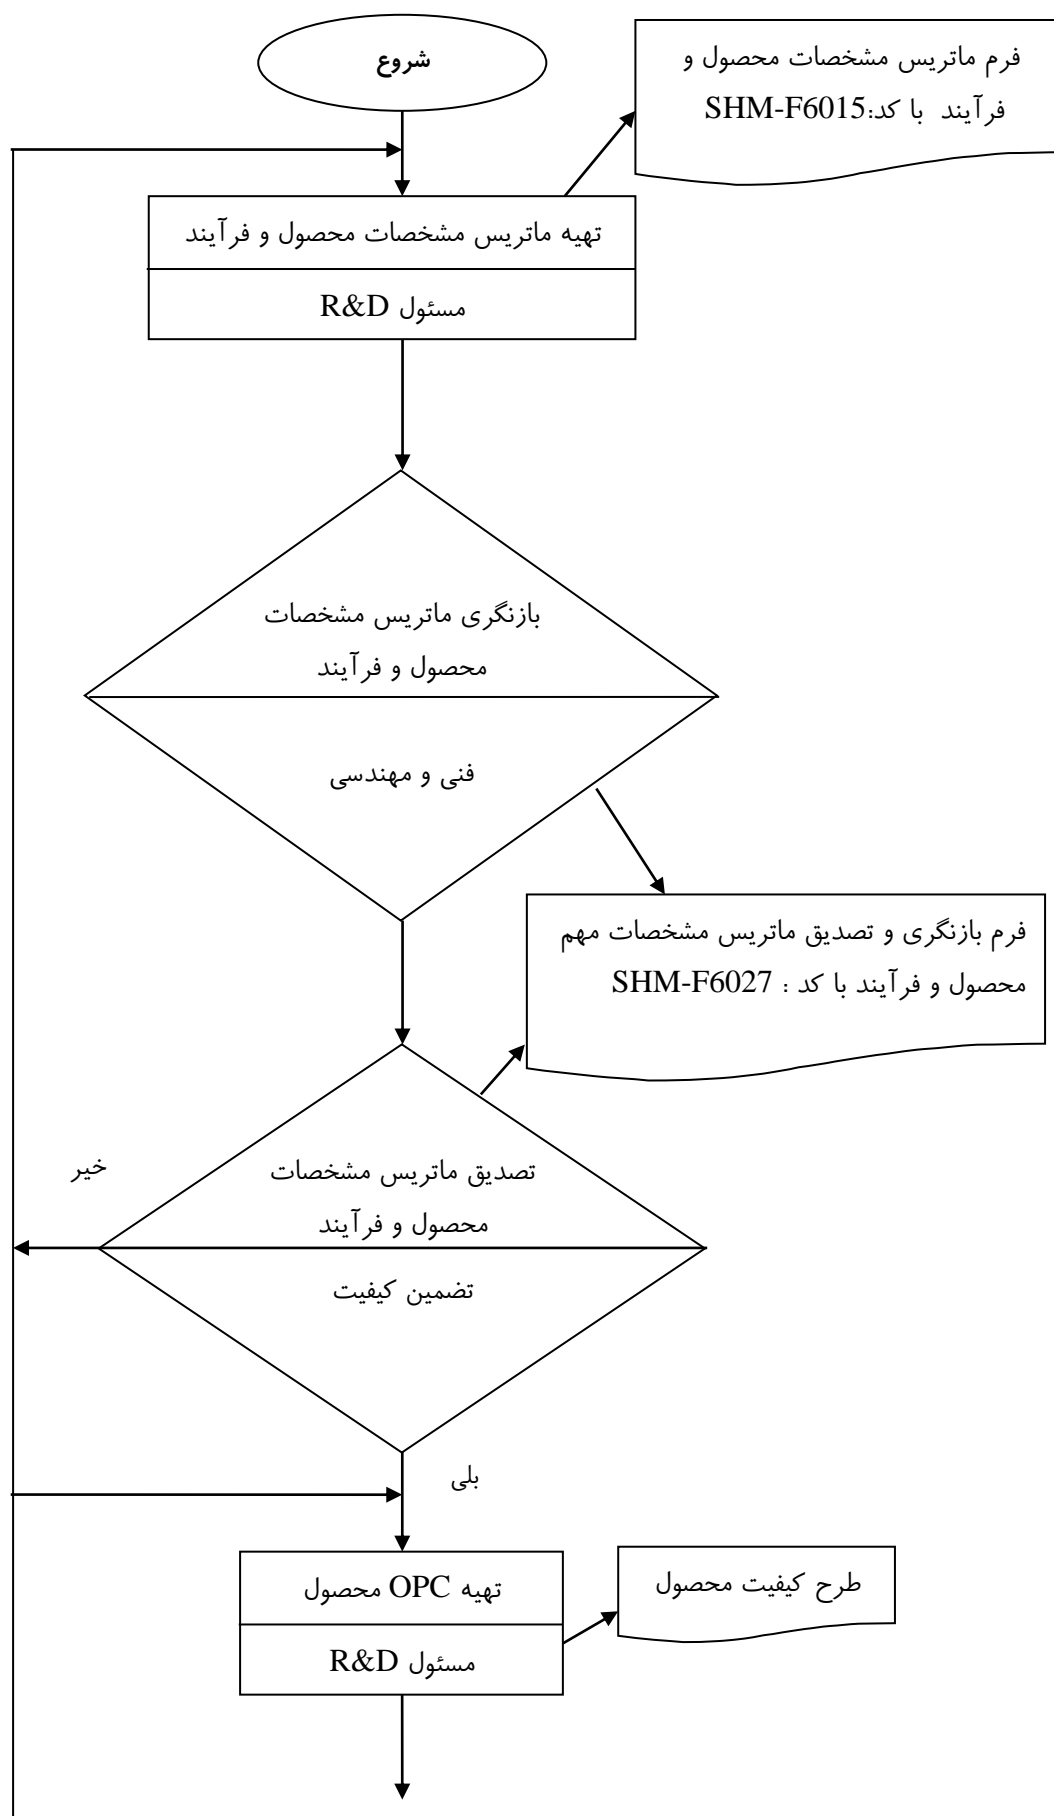 شروع
فرم ماتریس مشخصات محصول و
فرآیند با کد:SHM-F6015
تهیه ماتریس مشخصات محصول و فرآیند
مسئول R&D
بازنگری ماتریس مشخصات
محصول و فرآیند
فنی و مهندسی
فرم بازنگری و تصدیق ماتریس مشخصات مهم
محصول و فرآیند با کد : SHM-F6027
تصدیق ماتریس مشخصات
محصول و فرآیند
تضمین کیفیت
خیر
بلی
تهیه OPC محصول
مسئول R&D
طرح کیفیت محصول